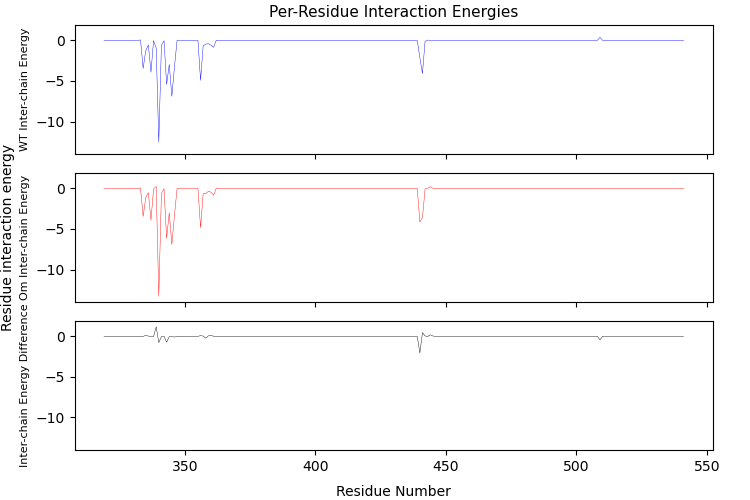 Per-Residue Interaction Energies
WT Inter-chain Energy
0
−5
−10
Residue interaction energy
Om Inter-chain Energy
0
−5
−10
Inter-chain Energy Difference
0
−5
−10
350 400 450 500 550
Residue Number